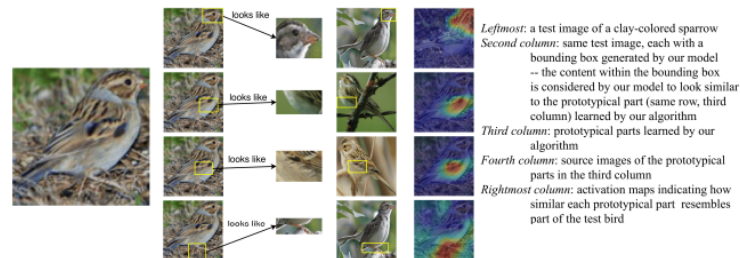 looks like
looks like
looks like
looks like
Leftmost: a test image of a clay-colored sparrow
Second column: same test image, each with a
bounding box generated by our model
-- the content within the bounding box
is considered by our model to look similar
to the prototypical part (same row, third
column) learned by our algorithm
Third column: prototypical parts learned by our
algorithm
Fourth column: source images of the prototypical
parts in the third column
Rightmost column: activation maps indicating how
similar each prototypical part resembles
part of the test bird